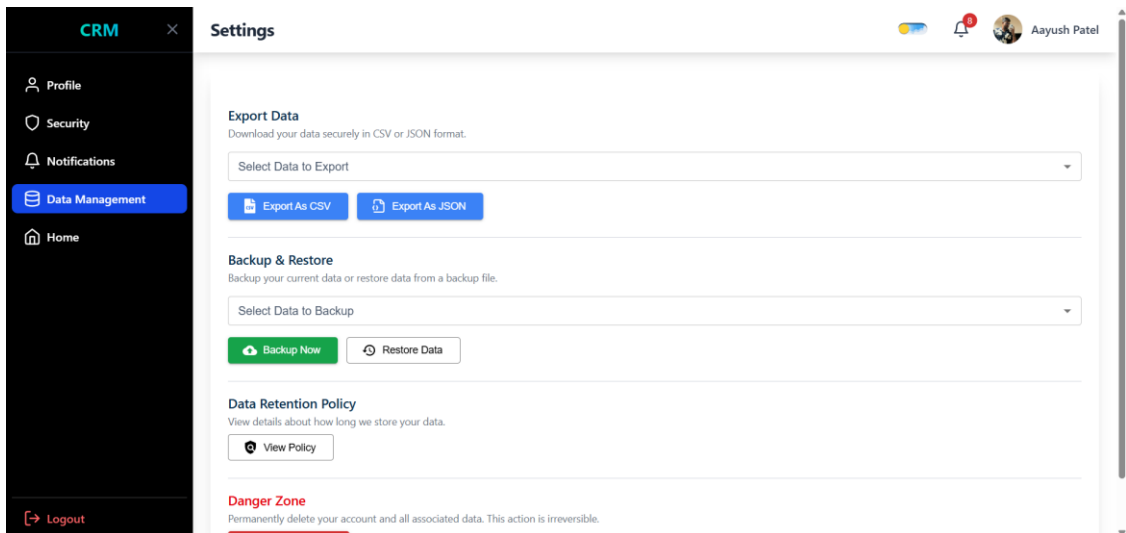 CRM
Settings
8
Aayush Patel
Profile
Security
Notifications
Data Management
Home
Logout
Export Data
Download your data securely in CSV or JSON format.
Select Data to Export
Export As CSV
Export As JSON
Backup & Restore
Backup your current data or restore data from a backup file.
Select Data to Backup
Backup Now
Restore Data
Data Retention Policy
View details about how long we store your data.
View Policy
Danger Zone
Permanently delete your account and all associated data. This action is irreversible.